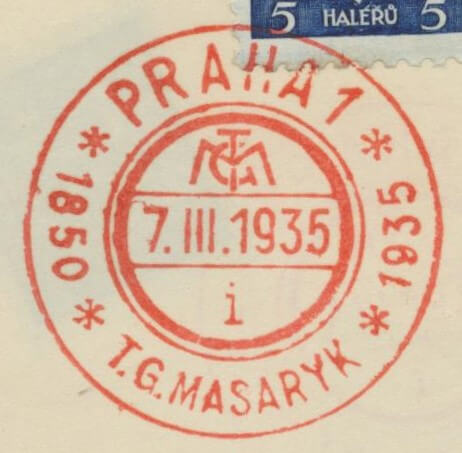 5 HALÉŘŮ 5
PRAHA 1
1850
TGM
7.III.1935
i
1935
T.G.MASARYK